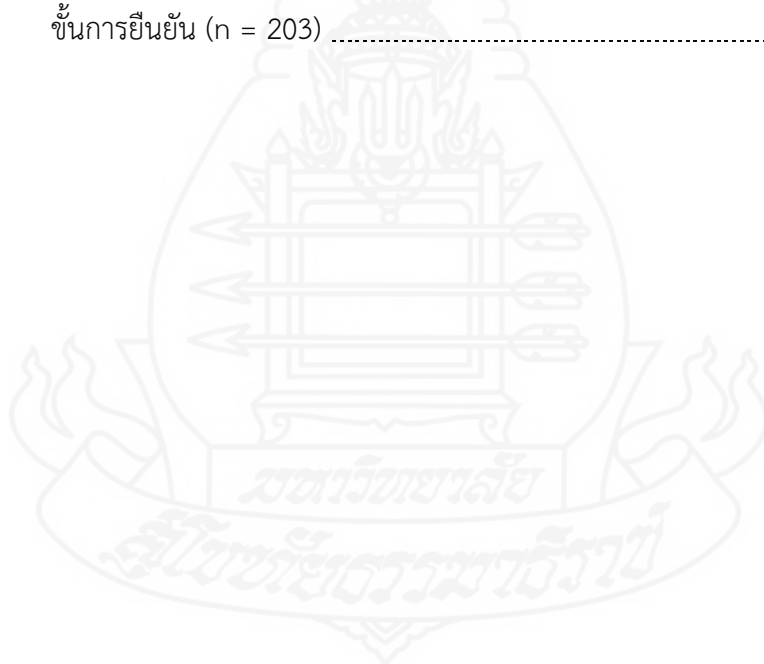 ขั้นการยืนยัน (n = 203)
มหาวิทยาลัย
สุโขทัยธรรมาธิราช